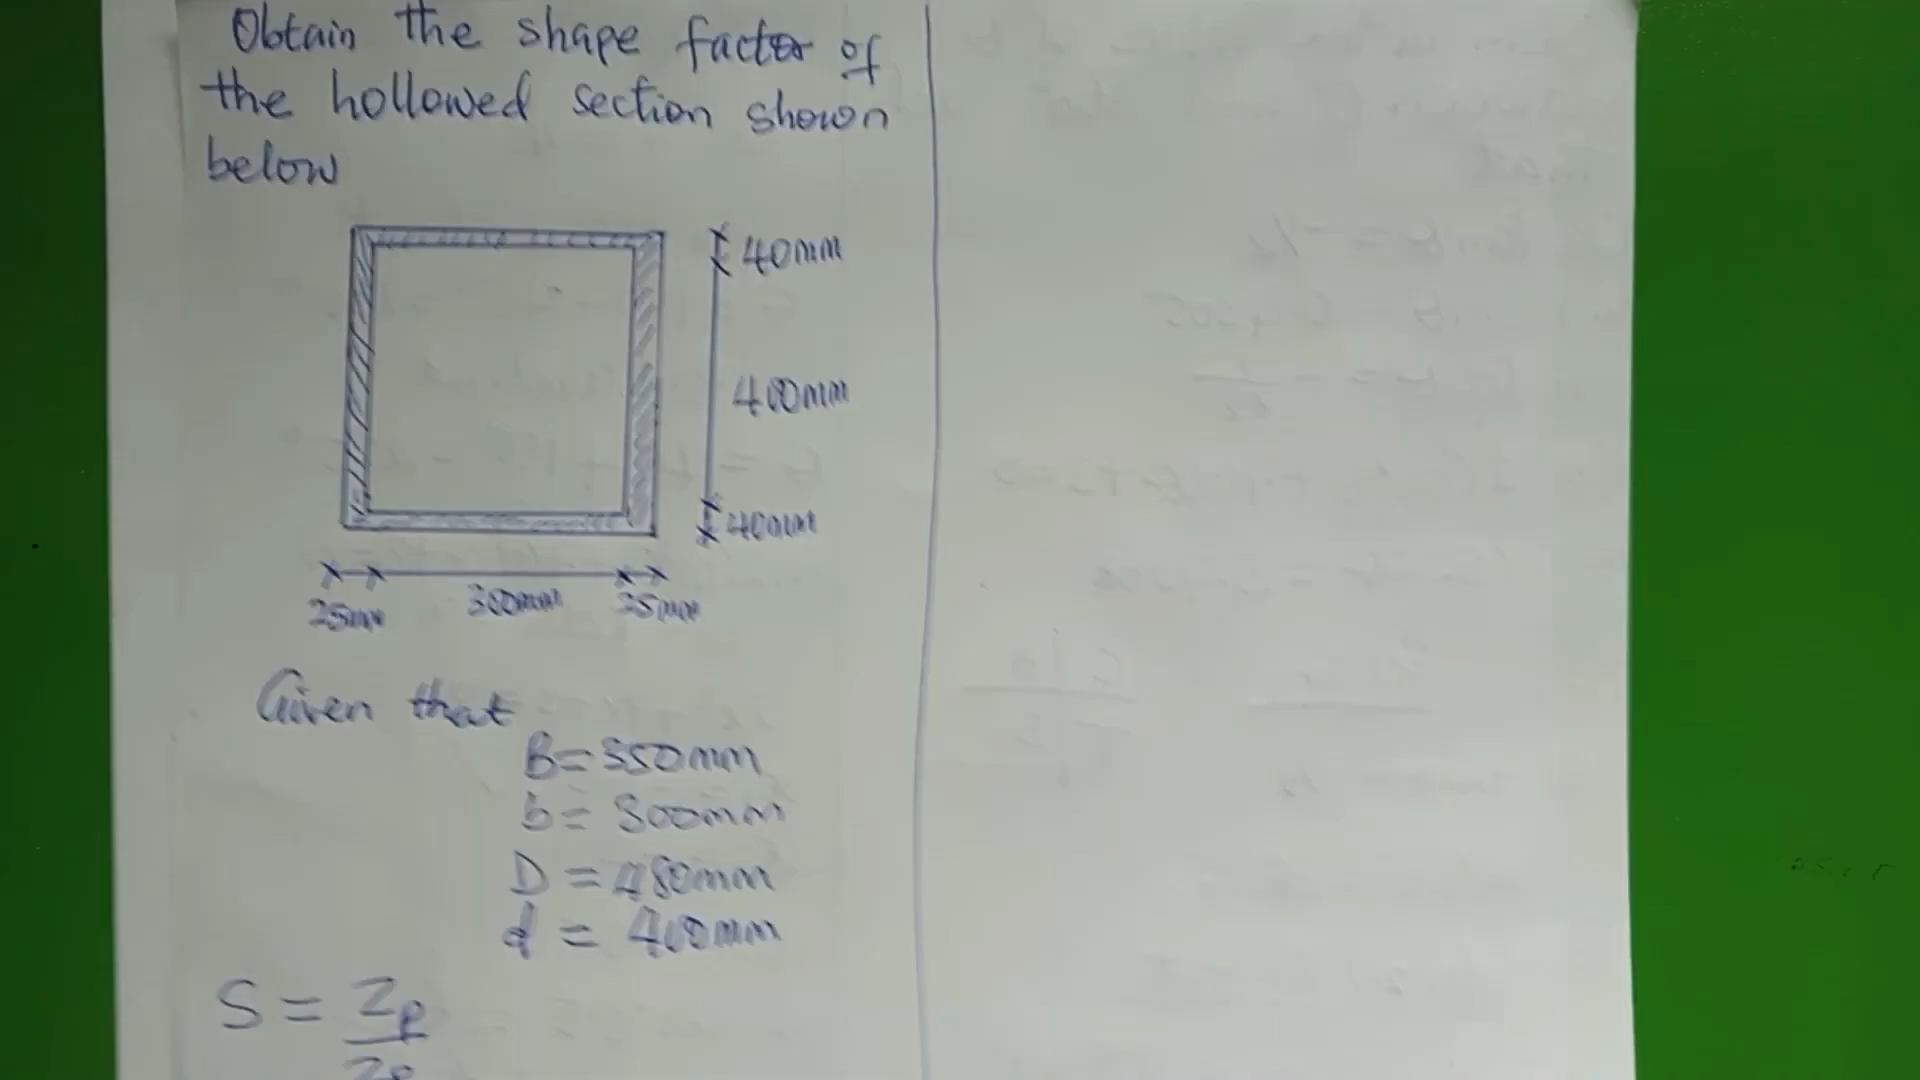 Obtain the shape factor of
the hollowed section shown
below
40mm
400mm
40mm
25mm 300mm 25mm
Given that
B = 350mm
b = 300mm
D = 480mm
d = 400mm
S = Zp
Ze